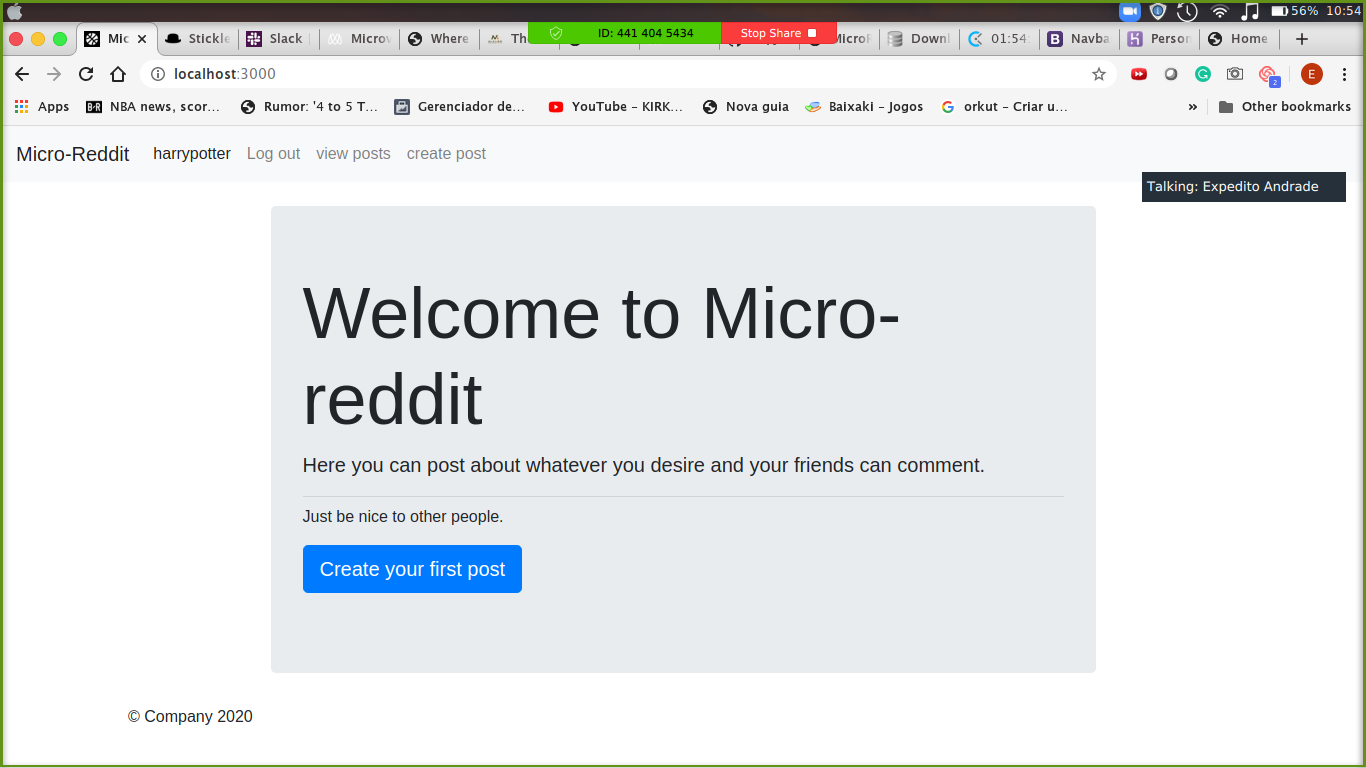 56% 10:54
Mic Stickle Slack Microv Where Th ID: 441 404 5434 Stop Share MicroR Downl 01:54: Navba Person Home
localhost:3000
Apps NBA news, scor... Rumor: '4 to 5 T... Gerenciador de... YouTube – KIRK... Nova guia Baixaki – Jogos orkut – Criar u... » Other bookmarks
Micro-Reddit harrypotter Log out view posts create post
Talking: Expedito Andrade
Welcome to Micro-
reddit
Here you can post about whatever you desire and your friends can comment.
Just be nice to other people.
Create your first post
© Company 2020